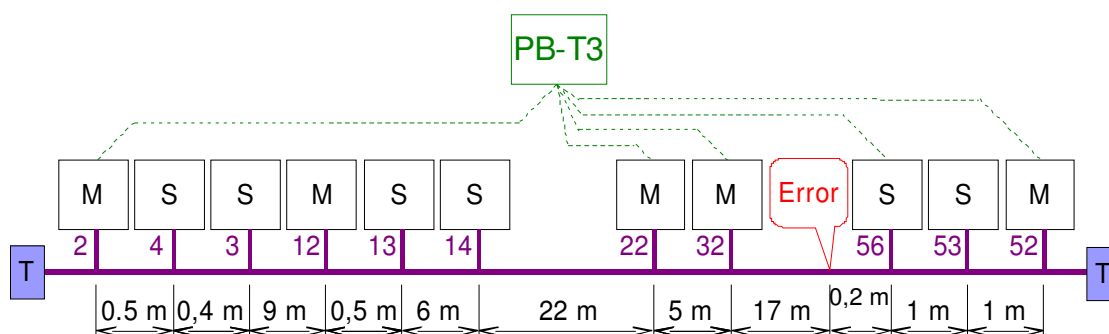 PB-T3
M S S M S S M M Error S S M
2 4 3 12 13 14 22 32 56 53 52
T T
0.5 m 0,4 m 9 m 0,5 m 6 m 22 m 5 m 17 m 0,2 m 1 m 1 m